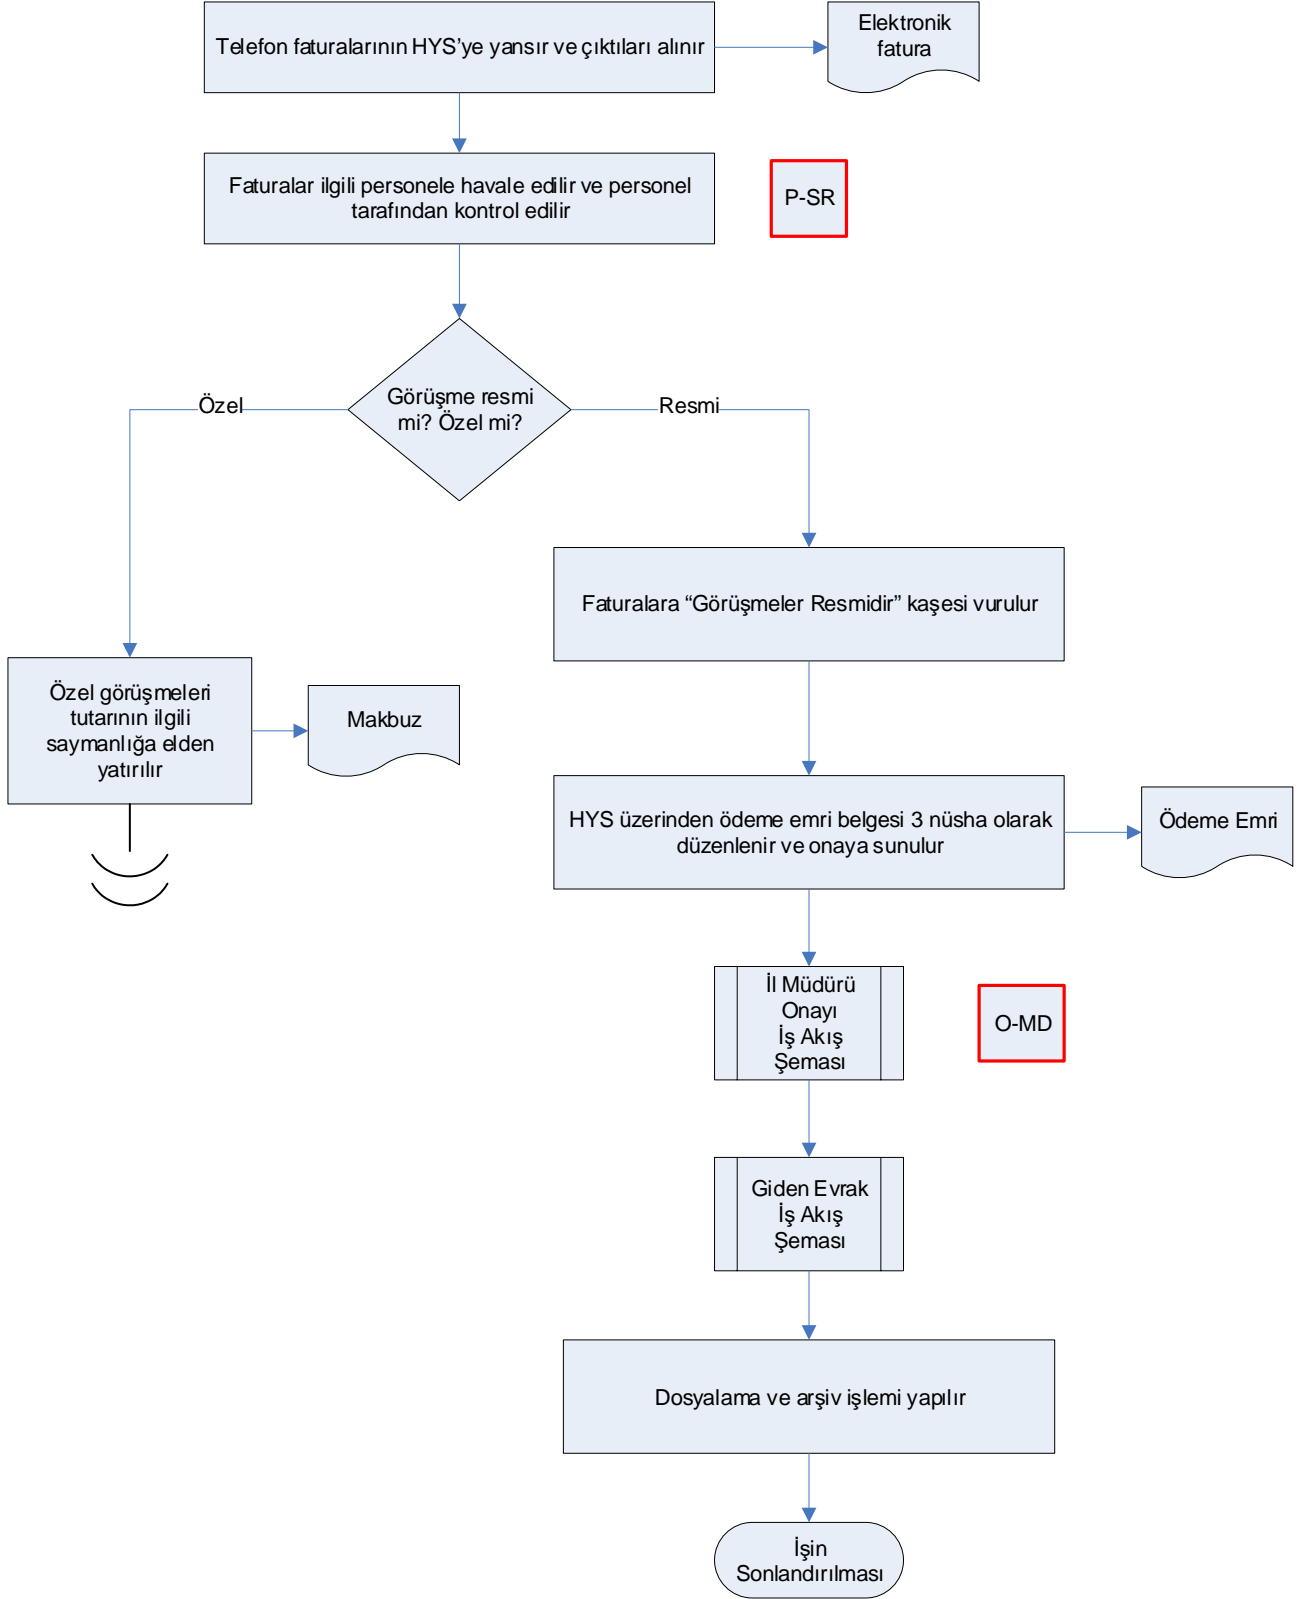 Telefon faturalarının HYS’ye yansır ve çıktıları alınır
Elektronik
fatura
Faturalar ilgili personele havale edilir ve personel
tarafından kontrol edilir
P-SR
Görüşme resmi
mi? Özel mi?
Özel
Resmi
Faturalara “Görüşmeler Resmidir” kaşesi vurulur
Özel görüşmeleri
tutarının ilgili
saymanlığa elden
yatırılır
Makbuz
HYS üzerinden ödeme emri belgesi 3 nüsha olarak
düzenlenir ve onaya sunulur
Ödeme Emri
İl Müdürü
Onayı
İş Akış
Şeması
O-MD
Giden Evrak
İş Akış
Şeması
Dosyalama ve arşiv işlemi yapılır
İşin
Sonlandırılması